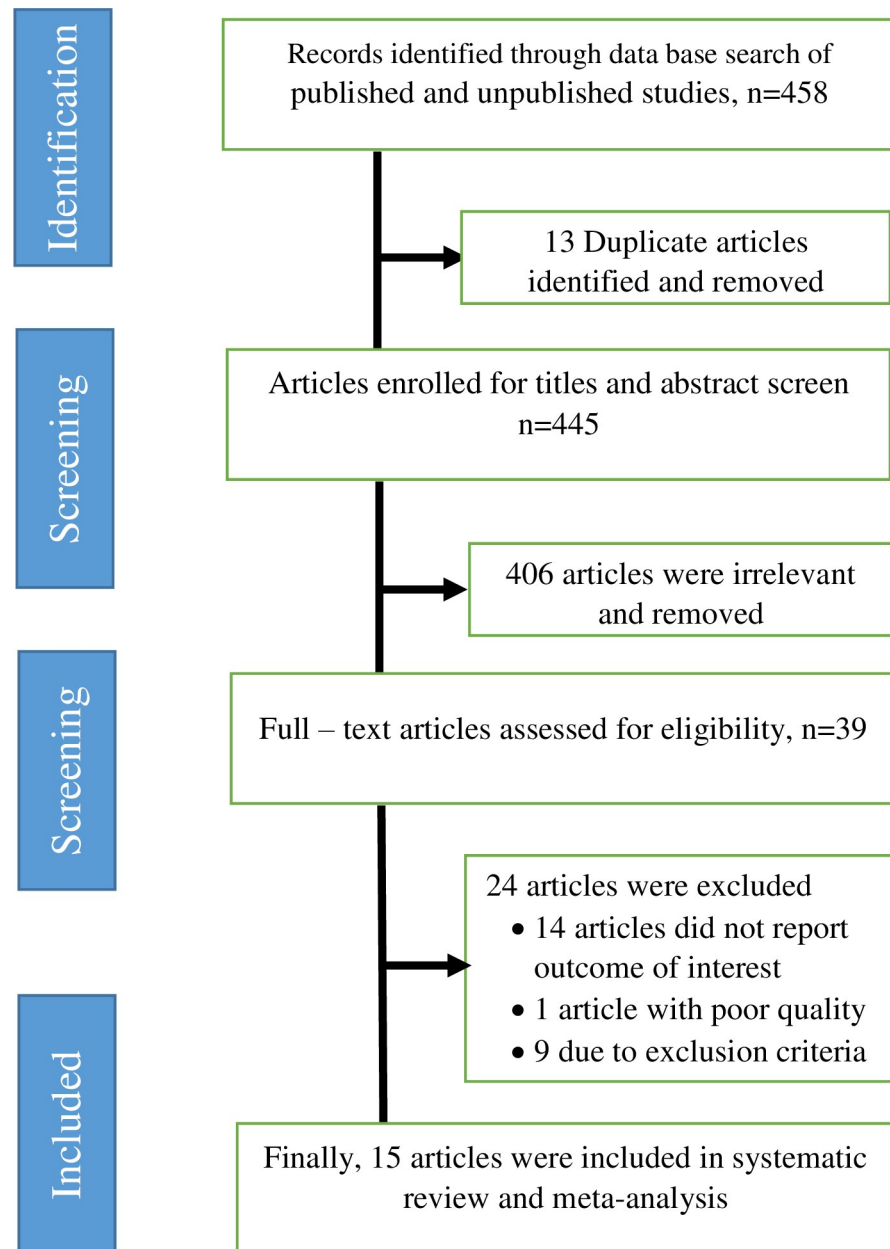 Identification
Records identified through data base search of
published and unpublished studies, n=458
13 Duplicate articles
identified and removed
Screening
Articles enrolled for titles and abstract screen
n=445
406 articles were irrelevant
and removed
Screening
Full – text articles assessed for eligibility, n=39
24 articles were excluded
• 14 articles did not report
outcome of interest
• 1 article with poor quality
• 9 due to exclusion criteria
Included
Finally, 15 articles were included in systematic
review and meta-analysis